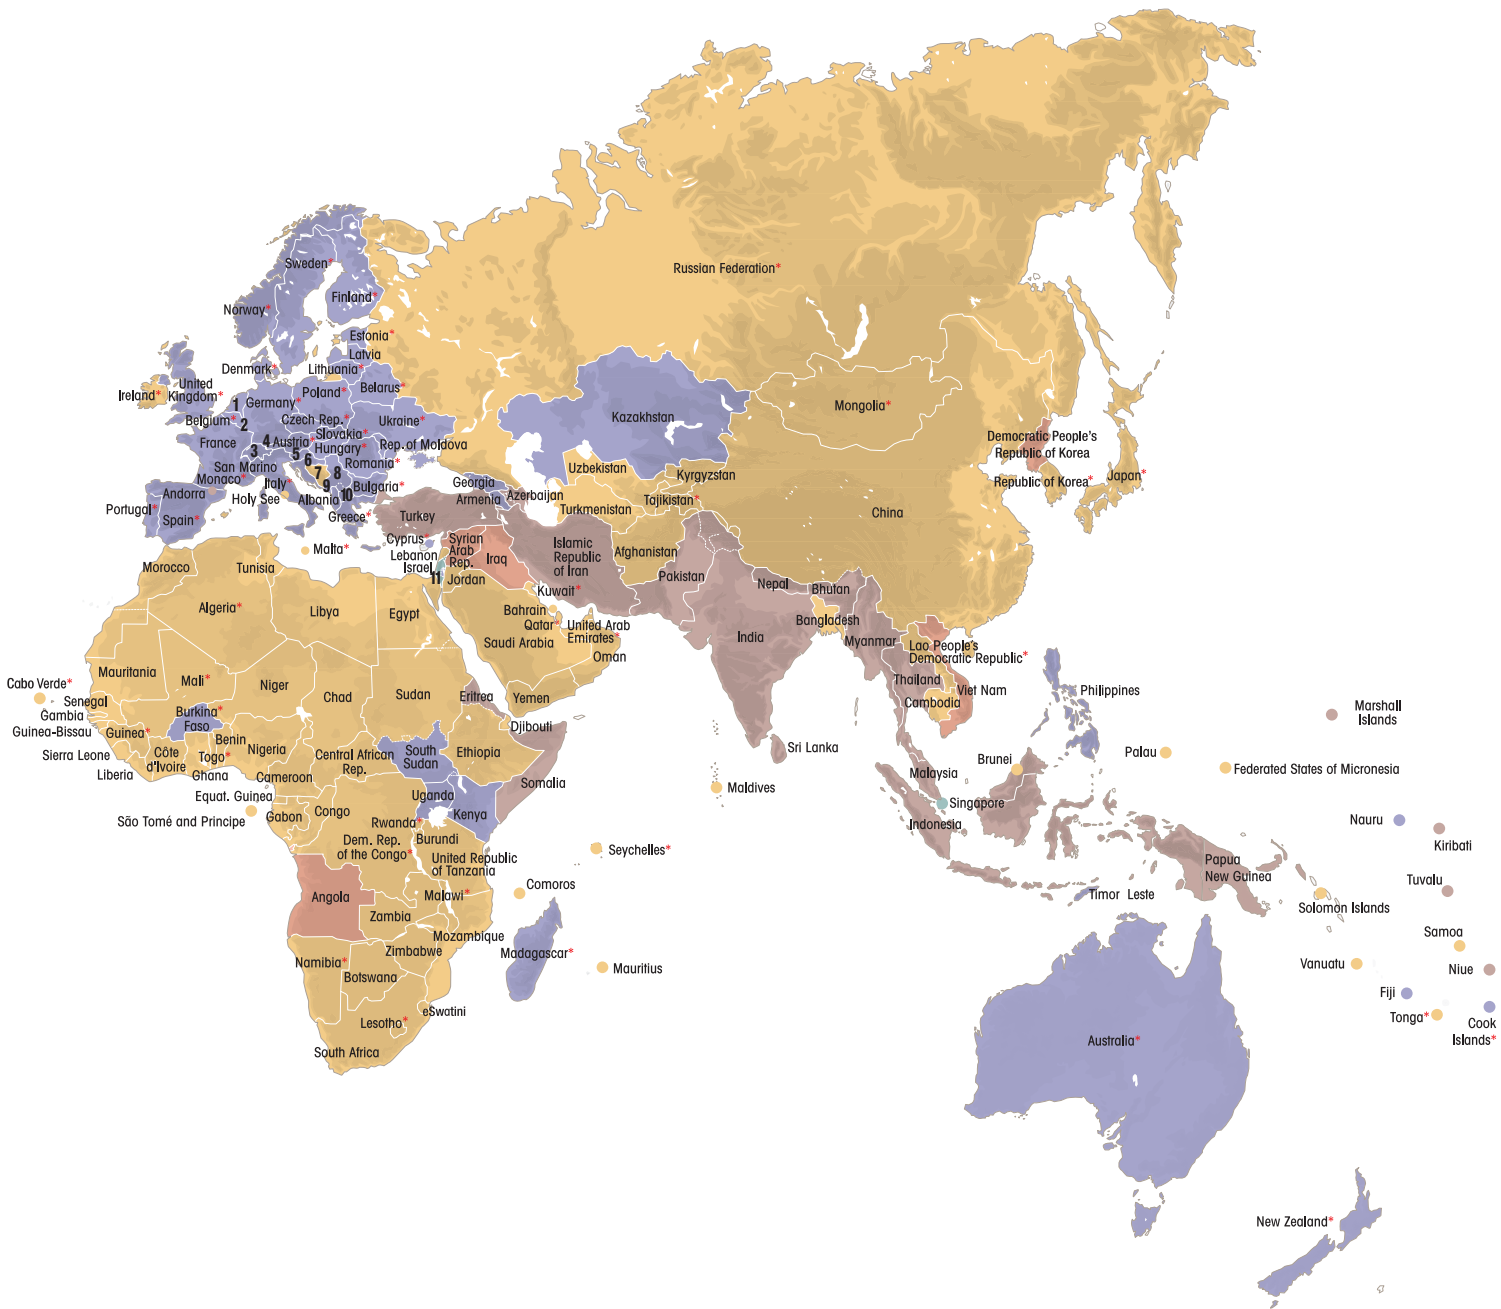 Russian Federation*
Sweden*
Finland*
Norway*
Estonia*
Latvia
Denmark*
Lithuania*
Ireland*
United
Kingdom*
Poland*
Belarus*
1
Germany*
Belgium*
2
Czech Rep.*
Ukraine*
Slovakia*
France
4
Austria*
Hungary*
Rep. of Moldova
3
5
6
San Marino
Romania*
7
8
Monaco*
Italy*
9
Bulgaria*
Andorra
Holy See
Albania
10
Portugal*
Spain*
Greece*
Kazakhstan
Mongolia*
Democratic People's
Republic of Korea
Republic of Korea*
Japan*
Uzbekistan
Kyrgyzstan
Georgia
Armenia
Azerbaijan
Tajikistan*
Turkmenistan
China
Turkey
Malta*
Cyprus*
Syrian
Arab
Rep.
Iraq
Islamic
Republic
of Iran
Afghanistan
Lebanon
Israel
11
Jordan
Pakistan
Nepal
Bhutan
Morocco
Tunisia
Kuwait*
Algeria*
Libya
Egypt
Bahrain
Qatar*
United Arab
Emirates*
Saudi Arabia
Oman
India
Bangladesh
Myanmar
Lao People's
Democratic Republic*
Mauritania
Mali*
Niger
Chad
Sudan
Eritrea
Yemen
Thailand
Viet Nam
Cambodia
Philippines
Cabo Verde*
Senegal
Gambia
Guinea-Bissau
Guinea*
Burkina*
Faso
Djibouti
Marshall
Islands
Sierra Leone
Liberia
Côte
d'Ivoire
Togo*
Ghana
Benin
Nigeria
Cameroon
Central African
Rep.
South
Sudan
Ethiopia
Somalia
Sri Lanka
Maldives
Brunei
Malaysia
Palau
Federated States of Micronesia
Singapore
Indonesia
Equat. Guinea
São Tomé and Principe
Gabon
Congo
Uganda
Kenya
Rwanda*
Burundi
Dem. Rep.
of the Congo*
United Republic
of Tanzania
Seychelles*
Comoros
Nauru
Kiribati
Papua
New Guinea
Tuvalu
Timor Leste
Solomon Islands
Angola
Malawi*
Zambia
Mozambique
Zimbabwe
Madagascar*
Mauritius
Samoa
Vanuatu
Niue
Namibia*
Botswana
eSwatini
Lesotho*
South Africa
Fiji
Tonga*
Cook
Islands*
Australia*
New Zealand*